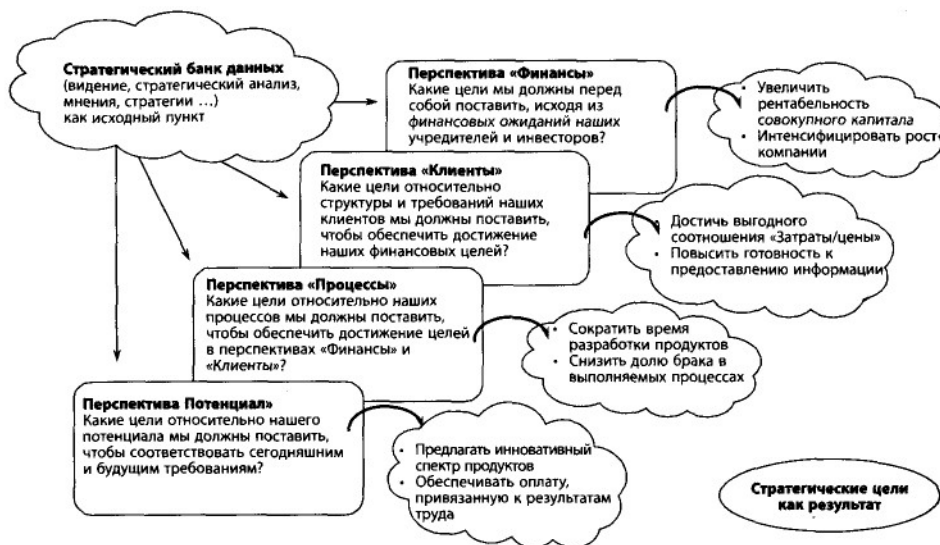 Стратегический банк данных
(видение, стратегический анализ,
мнения, стратегии ...)
как исходный пункт
Перспектива «Финансы»
Какие цели мы должны перед
собой поставить, исходя из
финансовых ожиданий наших
учредителей и инвесторов?
• Увеличить
рентабельность
совокупного капитала
• Интенсифицировать рост
компании
Перспектива «Клиенты»
Какие цели относительно
структуры и требований наших
клиентов мы должны поставить,
чтобы обеспечить достижение
наших финансовых целей?
• Достичь выгодного
соотношения «Затраты/цены»
• Повысить готовность к
предоставлению информации
Перспектива «Процессы»
Какие цели относительно наших
процессов мы должны поставить,
чтобы обеспечить достижение целей
в перспективах «Финансы» и
«Клиенты»?
• Сократить время
разработки продуктов
• Снизить долю брака в
выполняемых процессах
Перспектива Потенциал»
Какие цели относительно нашего
потенциала мы должны поставить,
чтобы соответствовать сегодняшним
и будущим требованиям?
• Предлагать инновативный
спектр продуктов
• Обеспечивать оплату,
привязанную к результатам
труда
Стратегические цели
как результат